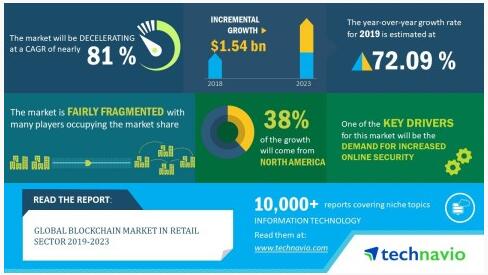 The market will be DECELERATING
at a CAGR of nearly
81 %
INCREMENTAL
GROWTH
$1.54 bn
2018
2023
The year-over-year growth rate
for 2019 is estimated at
72.09 %
The market is FAIRLY FRAGMENTED with
many players occupying the market share
38%
of the growth
will come from
NORTH AMERICA
One of the KEY DRIVERS
for this market will be the
DEMAND FOR INCREASED
ONLINE SECURITY
READ THE REPORT:
GLOBAL BLOCKCHAIN MARKET IN RETAIL
SECTOR 2019-2023
10,000+ reports covering niche topics
INFORMATION TECHNOLOGY
Read them at:
www.technavio.com
technavio